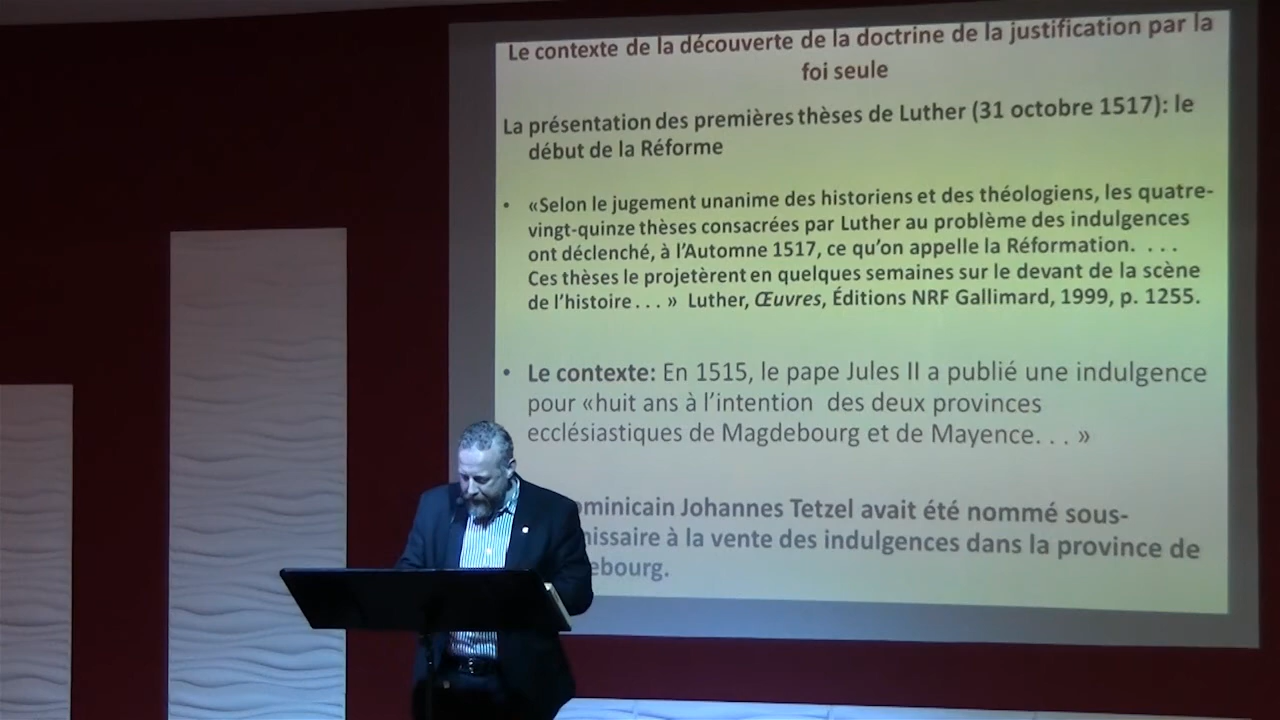 Le contexte de la découverte de la doctrine de la justification par la
foi seule
La présentation des premières thèses de Luther (31 octobre 1517): le
début de la Réforme
• «Selon le jugement unanime des historiens et des théologiens, les quatre-
vingt-quinze thèses consacrées par Luther au problème des indulgences
ont déclenché, à l'Automne 1517, ce qu'on appelle la Réformation. . . .
Ces thèses le projetèrent en quelques semaines sur le devant de la scène
de l'histoire . . . » Luther, Œuvres, Éditions NRF Gallimard, 1999, p. 1255.
• Le contexte: En 1515, le pape Jules II a publié une indulgence
pour «huit ans à l'intention des deux provinces
ecclésiastiques de Magdebourg et de Mayence. . . »
Johannes Tetzel avait été nommé sous-
à la vente des indulgences dans la province de